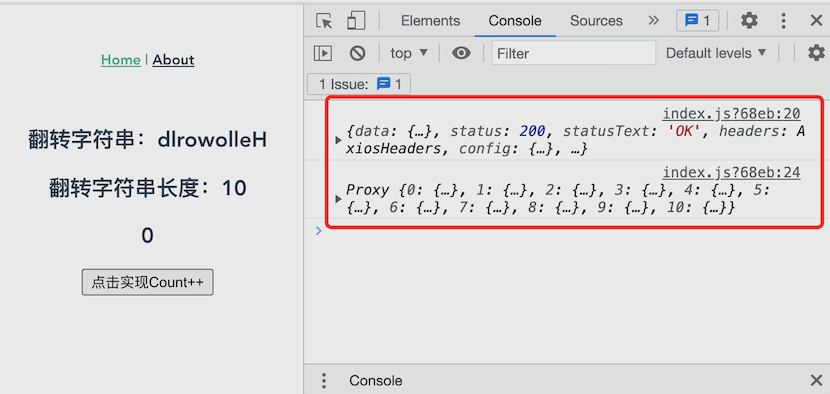 Home | About
翻转字符串：dlrowolleH
翻转字符串长度：10
0
点击实现Count++
Elements Console Sources » 1
top ▼ Filter Default levels ▼
1 Issue: 1
index.js?68eb:20
{data: {…}, status: 200, statusText: 'OK', headers: A
xiosHeaders, config: {…}, …}
index.js?68eb:24
Proxy {0: {…}, 1: {…}, 2: {…}, 3: {…}, 4: {…}, 5:
{…}, 6: {…}, 7: {…}, 8: {…}, 9: {…}, 10: {…}}
Console